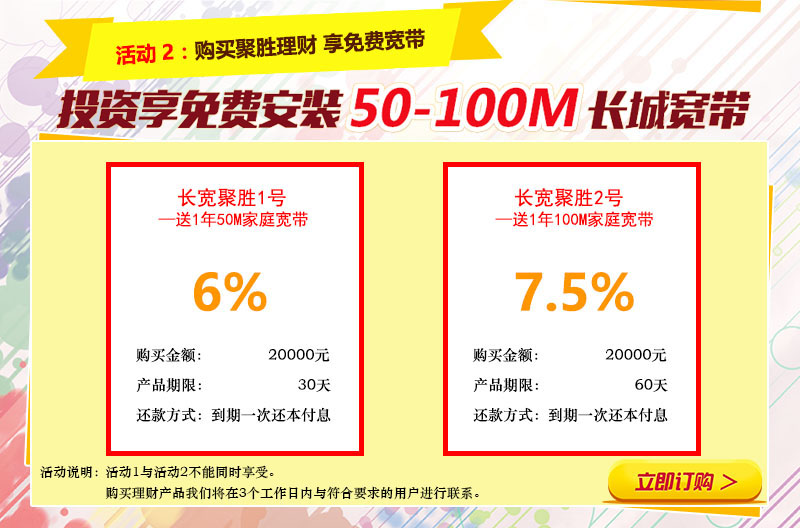 活动 2：购买聚胜理财 享免费宽带
投资享免费安装 50-100M 长城宽带
长宽聚胜1号
—送1年50M家庭宽带
6%
购买金额： 20000元
产品期限： 30天
还款方式：到期一次还本付息
长宽聚胜2号
—送1年100M家庭宽带
7.5%
购买金额： 20000元
产品期限： 60天
还款方式：到期一次还本付息
活动说明：活动1与活动2不能同时享受。
购买理财产品我们将在3个工作日内与符合要求的用户进行联系。
立即订购 >